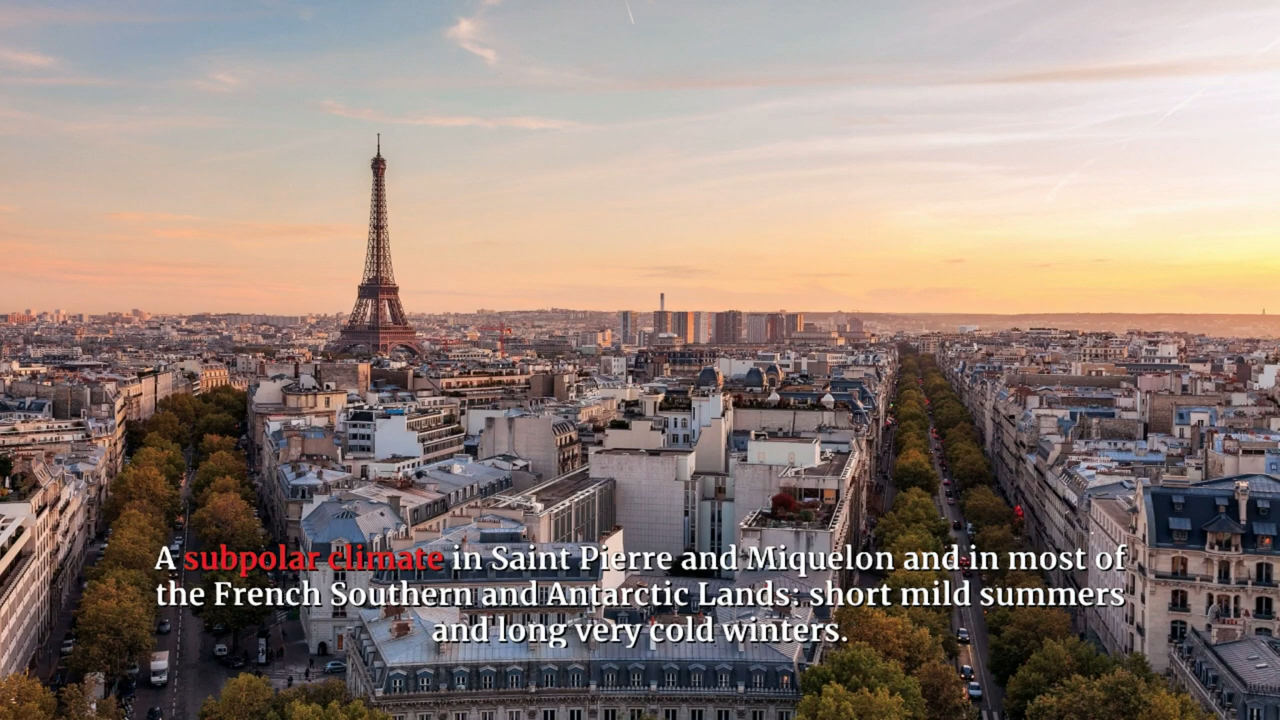 A subpolar climate in Saint Pierre and Miquelon and in most of
the French Southern and Antarctic Lands: short mild summers
and long very cold winters.